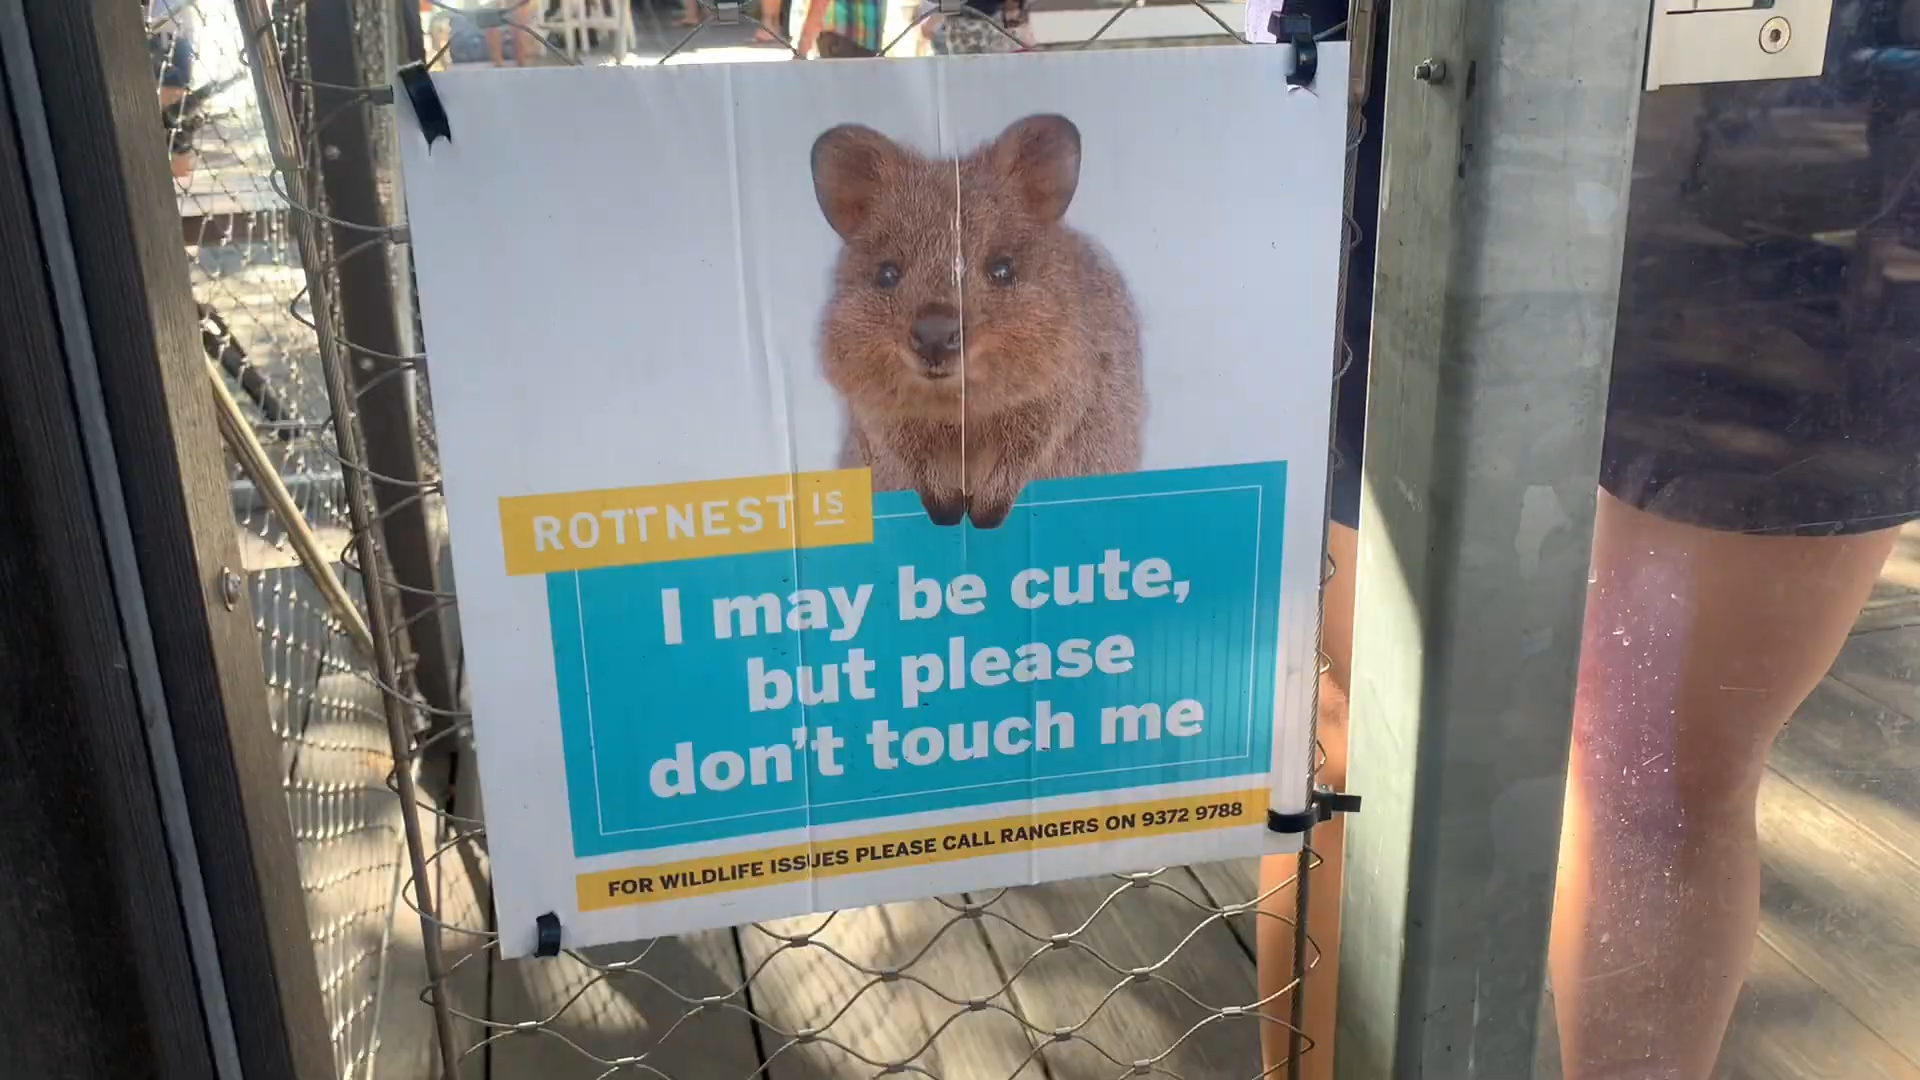 ROTTNEST IS
I may be cute,
but please
don't touch me
FOR WILDLIFE ISSUES PLEASE CALL RANGERS ON 9372 9788